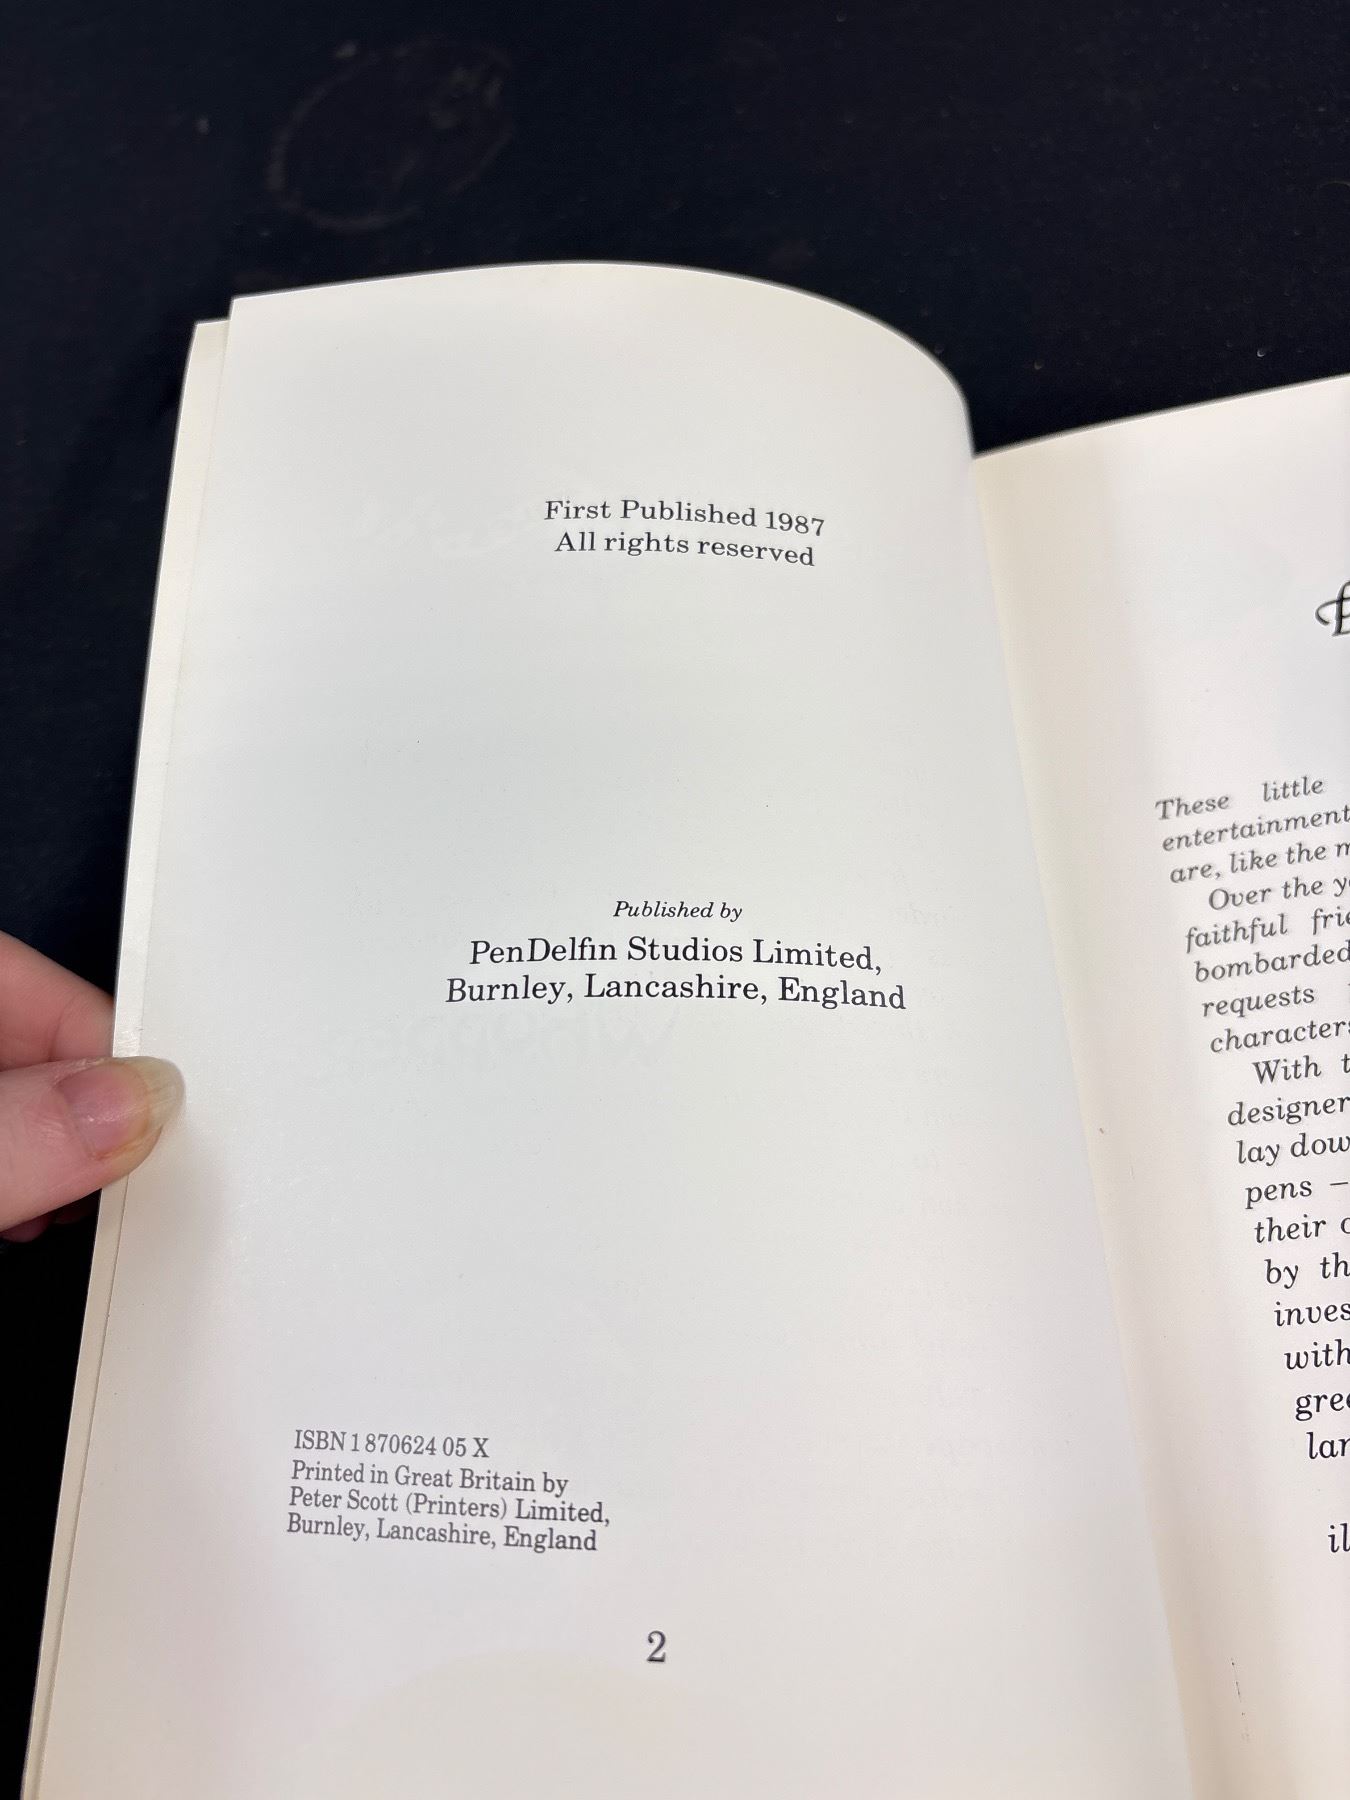 First Published 1987
All rights reserved
Published by
PenDelfin Studios Limited,
Burnley, Lancashire, England
ISBN 1 870624 05 X
Printed in Great Britain by
Peter Scott (Printers) Limited,
Burnley, Lancashire, England
2
These little
entertainment
are, like the
Over the
faithful
bombarded
requests
characters
With
designer
lay
pens –
their
by
with